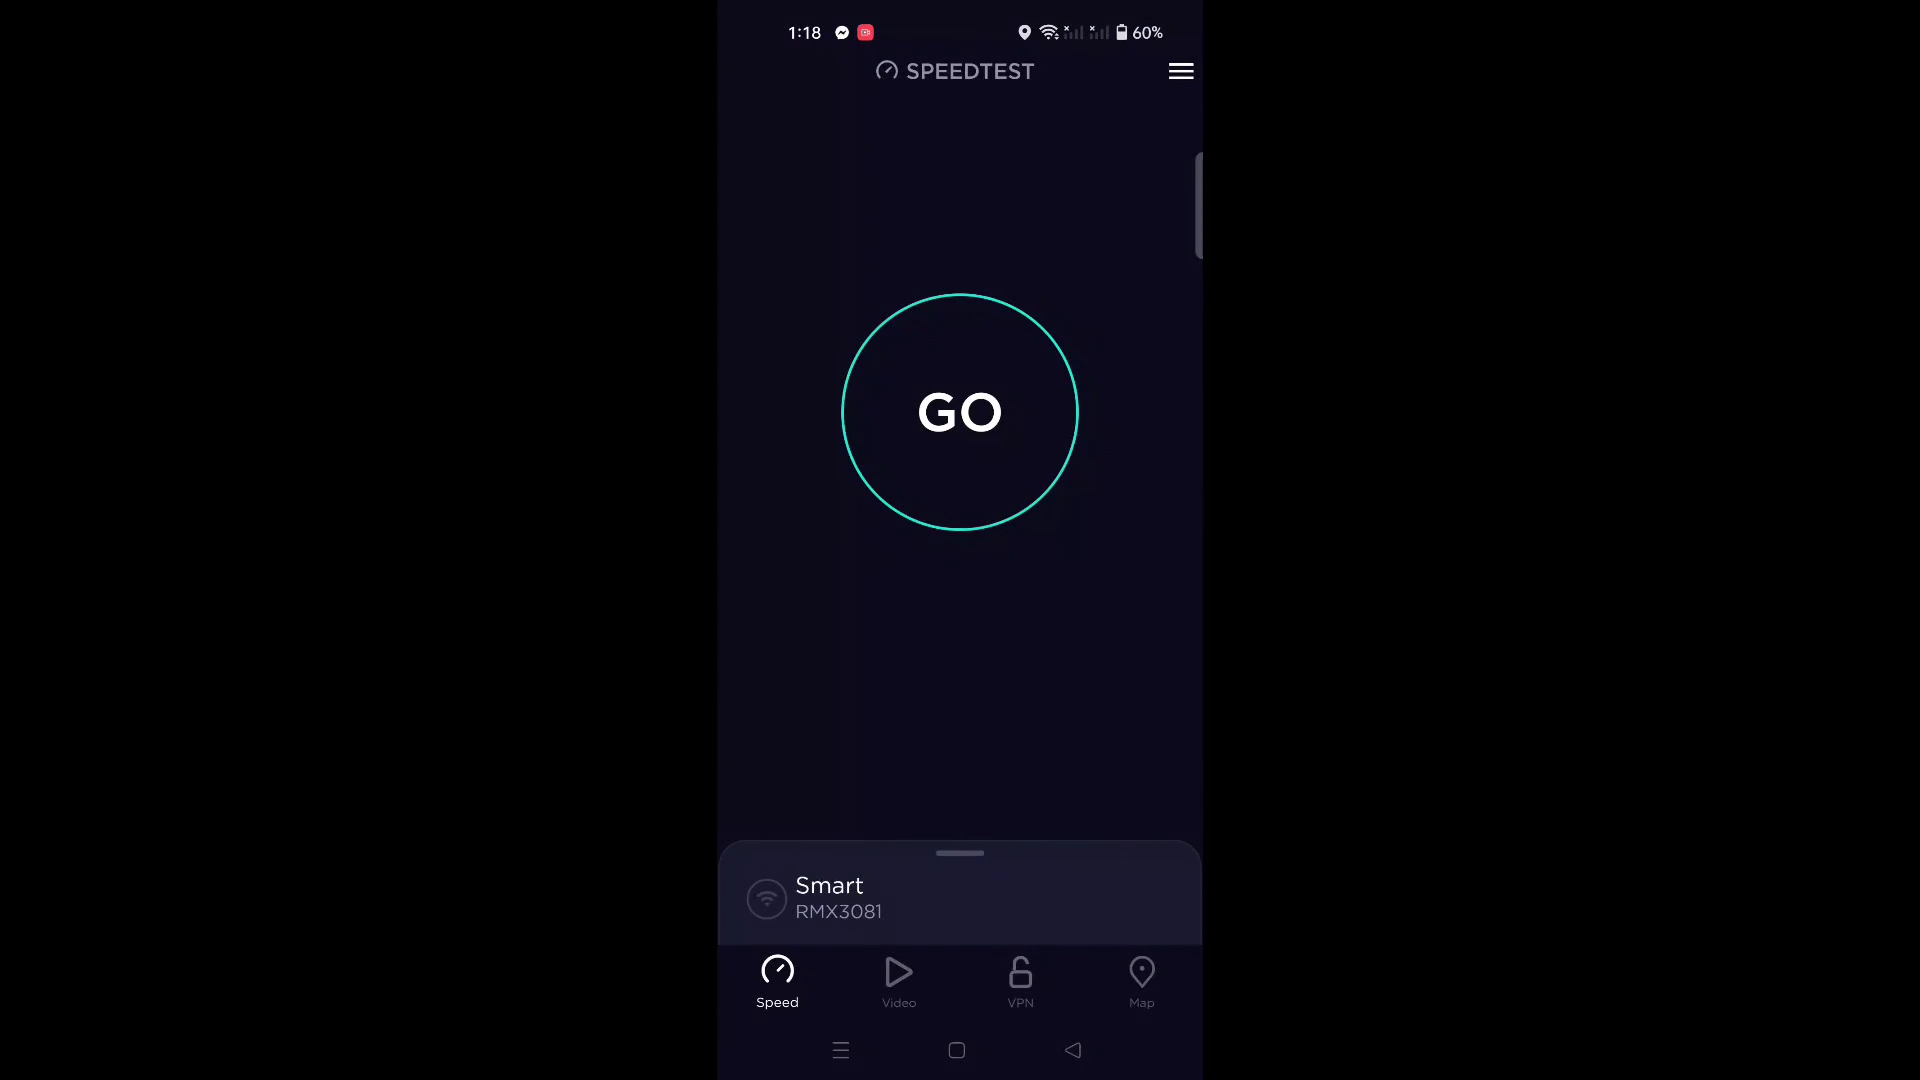 1:18 60%
SPEEDTEST
GO
Smart
RMX3081
Speed Video VPN Map